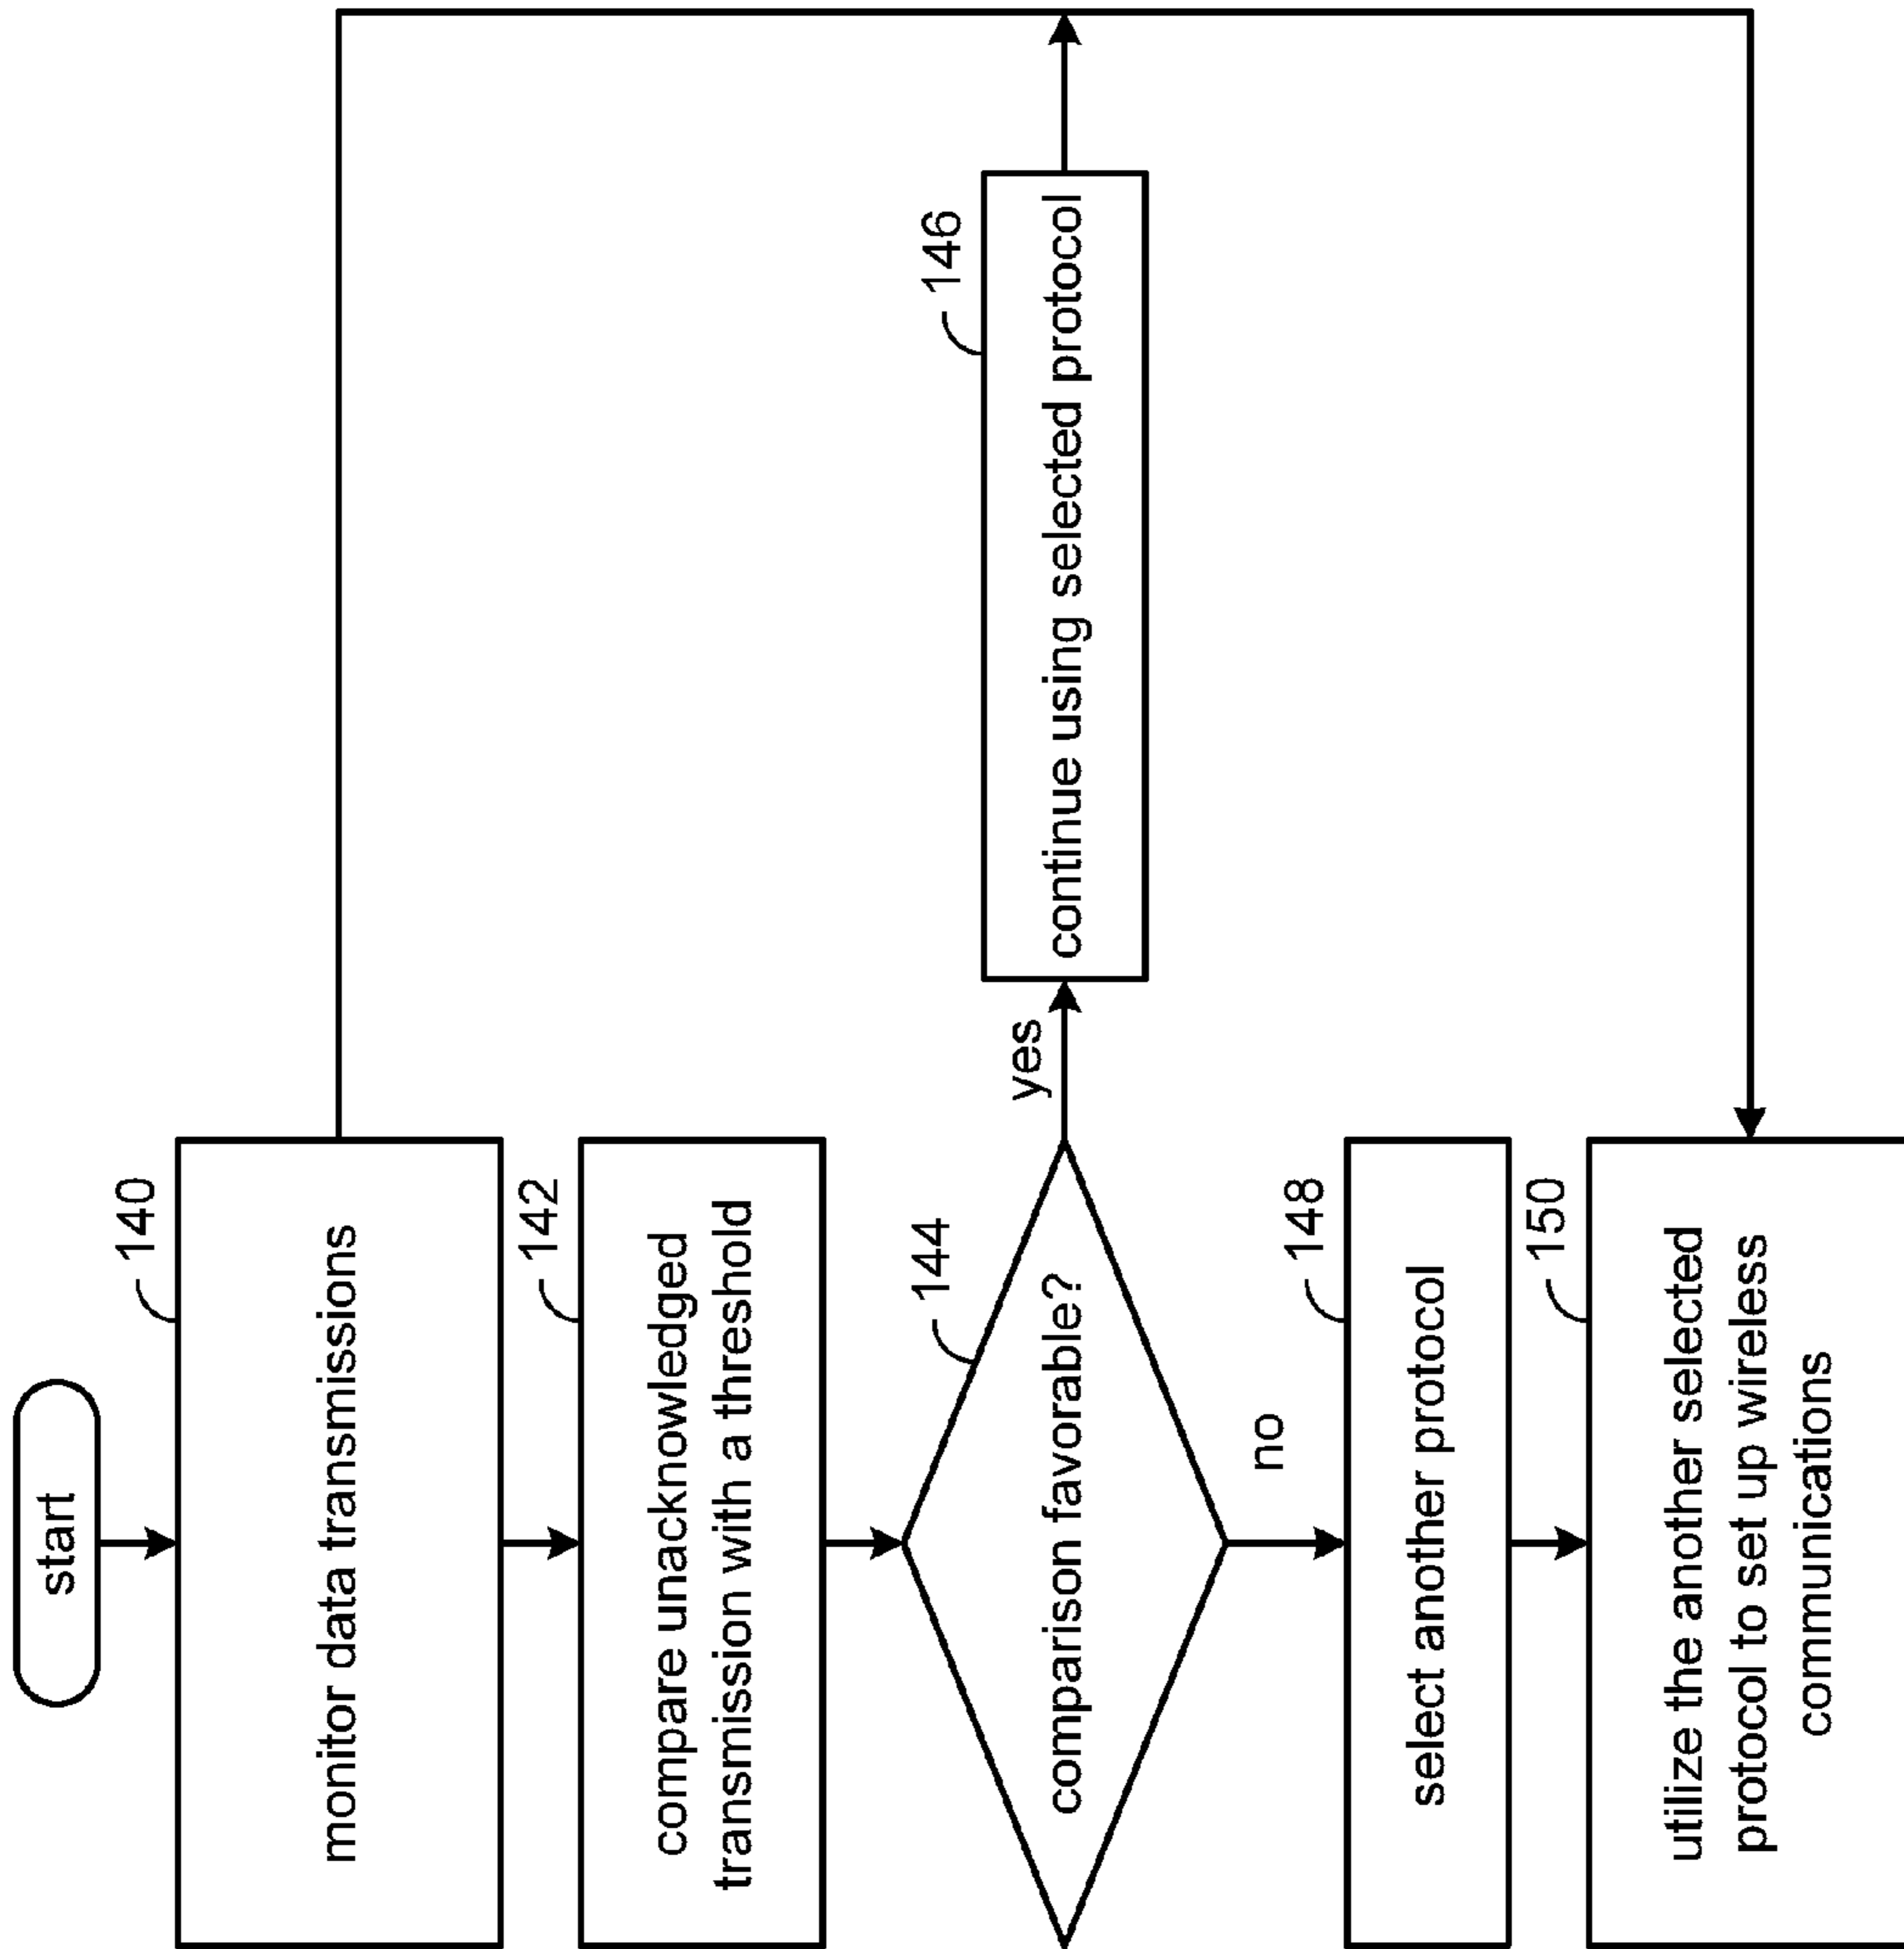 start
140
monitor data transmissions
142
compare unacknowledged
transmission with a threshold
144
comparison favorable?
yes
146
continue using selected protocol
no
148
select another protocol
150
utilize the another selected
protocol to set up wireless
communications